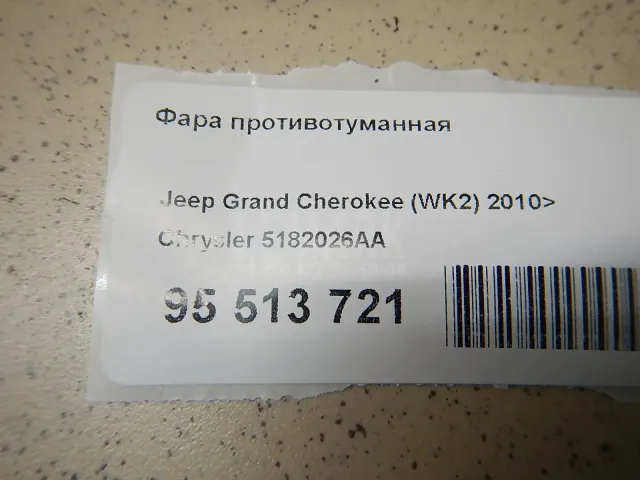 Фара противотуманная
Jeep Grand Cherokee (WK2) 2010>
Chrysler 5182026AA
95 513 721